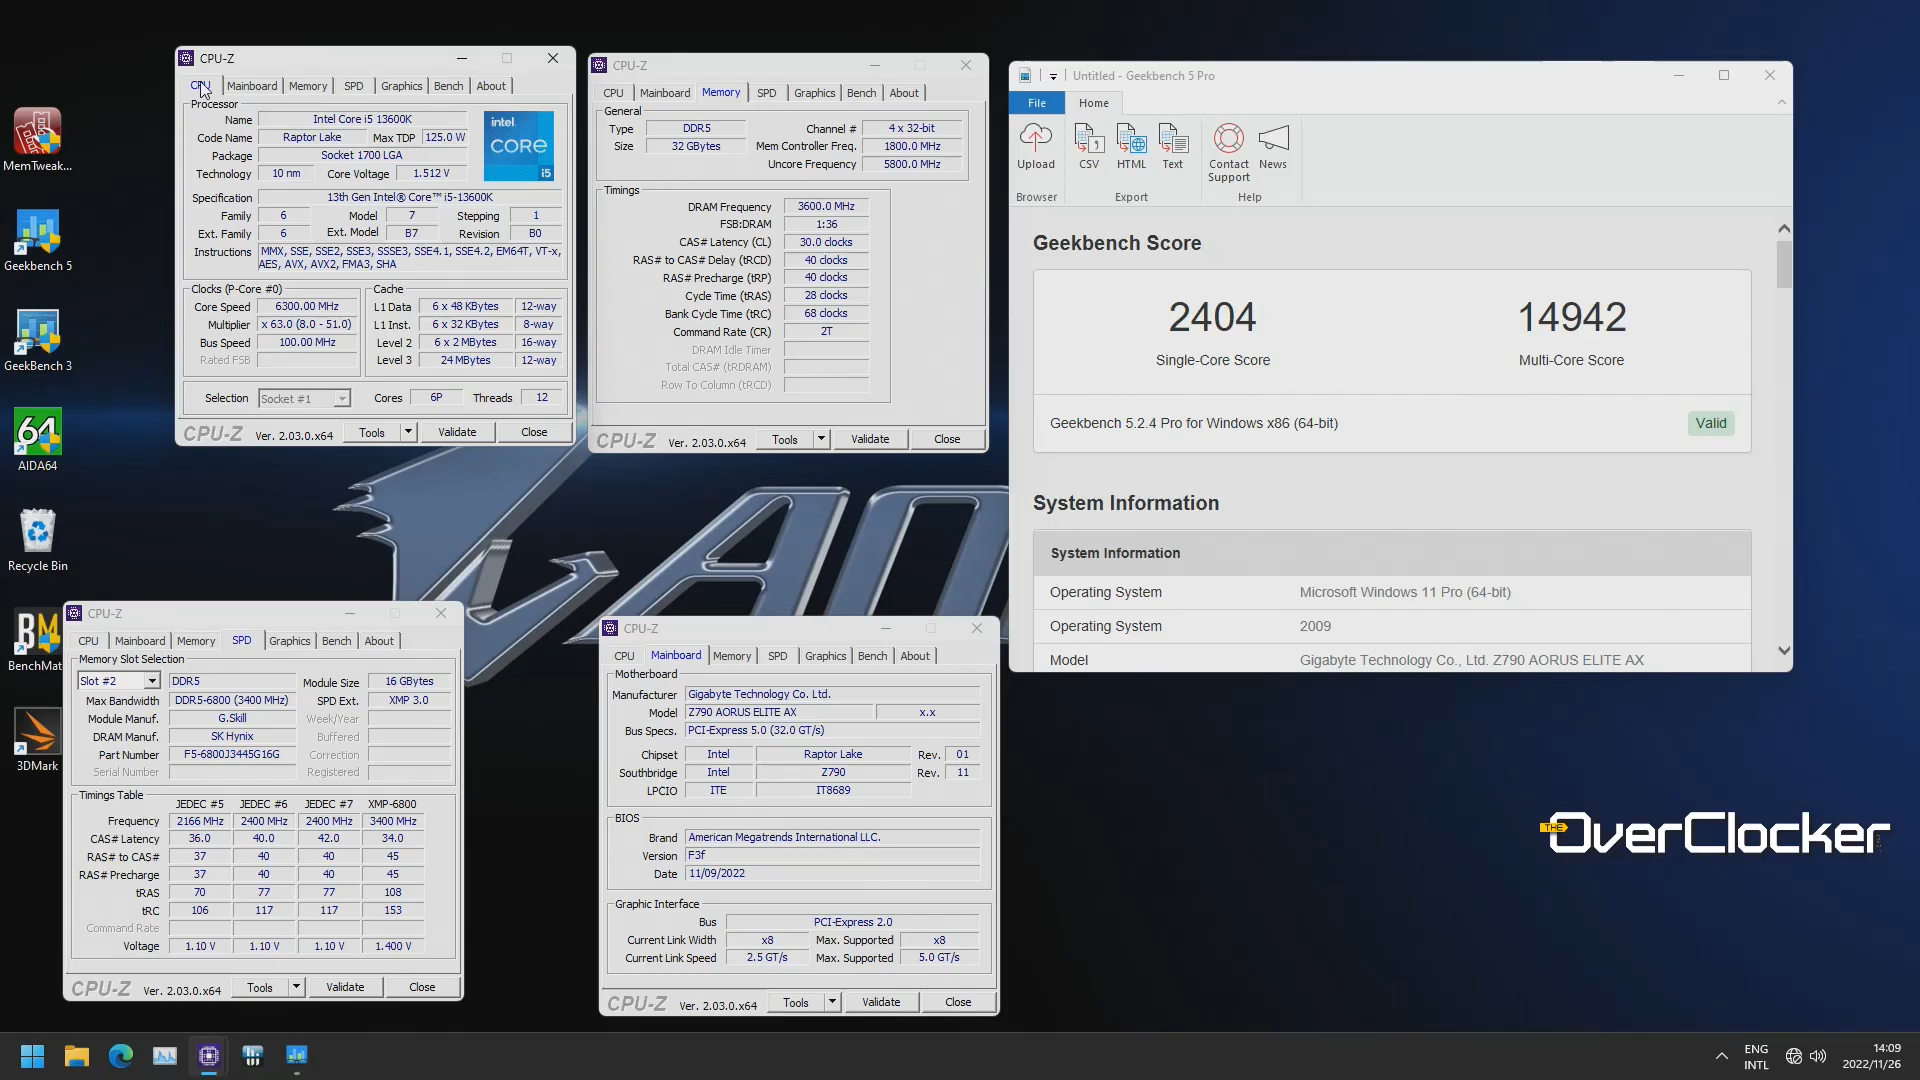 MemTweak...
Geekbench 5
GeekBench 3
64
AIDA64
Recycle Bin
BM
BenchMat
3DMark
CPU-Z
CPU Mainboard Memory SPD Graphics Bench About
Processor
Name Intel Core i5 13600K
Code Name Raptor Lake Max TDP 125.0 W
Package Socket 1700 LGA
Technology 10 nm Core Voltage 1.512 V
intel.
CORE
i5
Specification 13th Gen Intel® Core™ i5-13600K
Family 6 Model 7 Stepping 1
Ext. Family 6 Ext. Model B7 Revision B0
Instructions MMX, SSE, SSE2, SSE3, SSSE3, SSE4.1, SSE4.2, EM64T, VT-x,
AES, AVX, AVX2, FMA3, SHA
Clocks (P-Core #0) Cache
Core Speed 6300.00 MHz L1 Data 6 x 48 KBytes 12-way
Multiplier x 63.0 (8.0 - 51.0) L1 Inst. 6 x 32 KBytes 8-way
Bus Speed 100.00 MHz Level 2 6 x 2 MBytes 16-way
Rated FSB Level 3 24 MBytes 12-way
Selection Socket #1 Cores 6P Threads 12
CPU-Z Ver. 2.03.0.x64 Tools Validate Close
CPU-Z
CPU Mainboard Memory SPD Graphics Bench About
General
Type DDR5 Channel # 4 x 32-bit
Size 32 GBytes Mem Controller Freq. 1800.0 MHz
Uncore Frequency 5800.0 MHz
Timings
DRAM Frequency 3600.0 MHz
FSB:DRAM 1:36
CAS# Latency (CL) 30.0 clocks
RAS# to CAS# Delay (tRCD) 40 clocks
RAS# Precharge (tRP) 40 clocks
Cycle Time (tRAS) 28 clocks
Bank Cycle Time (tRC) 68 clocks
Command Rate (CR) 2T
DRAM Idle Timer
Total CAS# (tRDRAM)
Row To Column (tRCD)
CPU-Z Ver. 2.03.0.x64 Tools Validate Close
Untitled - Geekbench 5 Pro
File Home
Upload CSV HTML Text Contact Support News
Browser Export Help
Geekbench Score
2404 14942
Single-Core Score Multi-Core Score
Geekbench 5.2.4 Pro for Windows x86 (64-bit) Valid
System Information
System Information
Operating System Microsoft Windows 11 Pro (64-bit)
Operating System 2009
Model Gigabyte Technology Co., Ltd. Z790 AORUS ELITE AX
CPU-Z
CPU Mainboard Memory SPD Graphics Bench About
Memory Slot Selection
Slot #2 DDR5 Module Size 16 GBytes
Max Bandwidth DDR5-6800 (3400 MHz) SPD Ext. XMP 3.0
Module Manuf. G.Skill Week/Year
DRAM Manuf. SK Hynix Buffered
Part Number F5-6800J3445G16G Correction
Serial Number Registered
Timings Table
JEDEC #5 JEDEC #6 JEDEC #7 XMP-6800
Frequency 2166 MHz 2400 MHz 2400 MHz 3400 MHz
CAS# Latency 36.0 40.0 42.0 34.0
RAS# to CAS# 37 40 40 45
RAS# Precharge 37 40 40 45
tRAS 70 77 77 108
tRC 106 117 117 153
Command Rate
Voltage 1.10 V 1.10 V 1.10 V 1.400 V
CPU-Z Ver. 2.03.0.x64 Tools Validate Close
CPU-Z
CPU Mainboard Memory SPD Graphics Bench About
Motherboard
Manufacturer Gigabyte Technology Co. Ltd.
Model Z790 AORUS ELITE AX x.x
Bus Specs. PCI-Express 5.0 (32.0 GT/s)
Chipset Intel Raptor Lake Rev. 01
Southbridge Intel Z790 Rev. 11
LPCIO ITE IT8689
BIOS
Brand American Megatrends International LLC.
Version F3f
Date 11/09/2022
Graphic Interface
Bus PCI-Express 2.0
Current Link Width x8 Max. Supported x8
Current Link Speed 2.5 GT/s Max. Supported 5.0 GT/s
CPU-Z Ver. 2.03.0.x64 Tools Validate Close
THE OverClocker
ENG
INTL
14:09
2022/11/26